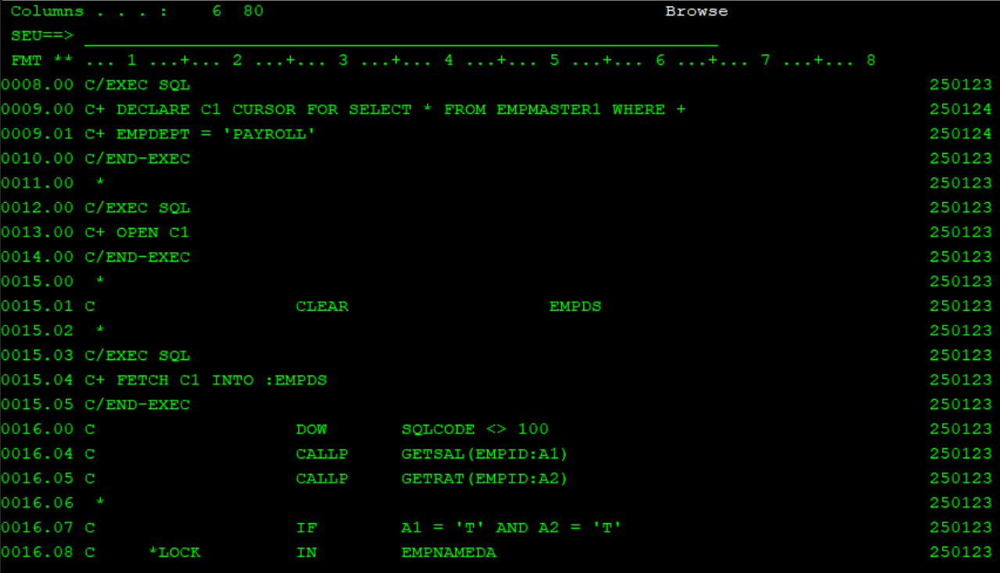 Columns . . . :    6  80                                      Browse
SEU==>
FMT ** ... 1 ...+... 2 ...+... 3 ...+... 4 ...+... 5 ...+... 6 ...+... 7 ...+... 8
0008.00 C/EXEC SQL 250123
0009.00 C+ DECLARE C1 CURSOR FOR SELECT * FROM EMPMASTER1 WHERE + 250124
0009.01 C+ EMPDEPT = 'PAYROLL' 250124
0010.00 C/END-EXEC 250123
0011.00  * 250123
0012.00 C/EXEC SQL 250123
0013.00 C+ OPEN C1 250123
0014.00 C/END-EXEC 250123
0015.00  * 250123
0015.01 C                   CLEAR                   EMPDS 250123
0015.02  * 250123
0015.03 C/EXEC SQL 250123
0015.04 C+ FETCH C1 INTO :EMPDS 250123
0015.05 C/END-EXEC 250123
0016.00 C                   DOW       SQLCODE <> 100 250123
0016.04 C                   CALLP     GETSAL(EMPID:A1) 250123
0016.05 C                   CALLP     GETRAT(EMPID:A2) 250123
0016.06  * 250123
0016.07 C                   IF        A1 = 'T' AND A2 = 'T' 250123
0016.08 C     *LOCK         IN        EMPNAMEDA 250123